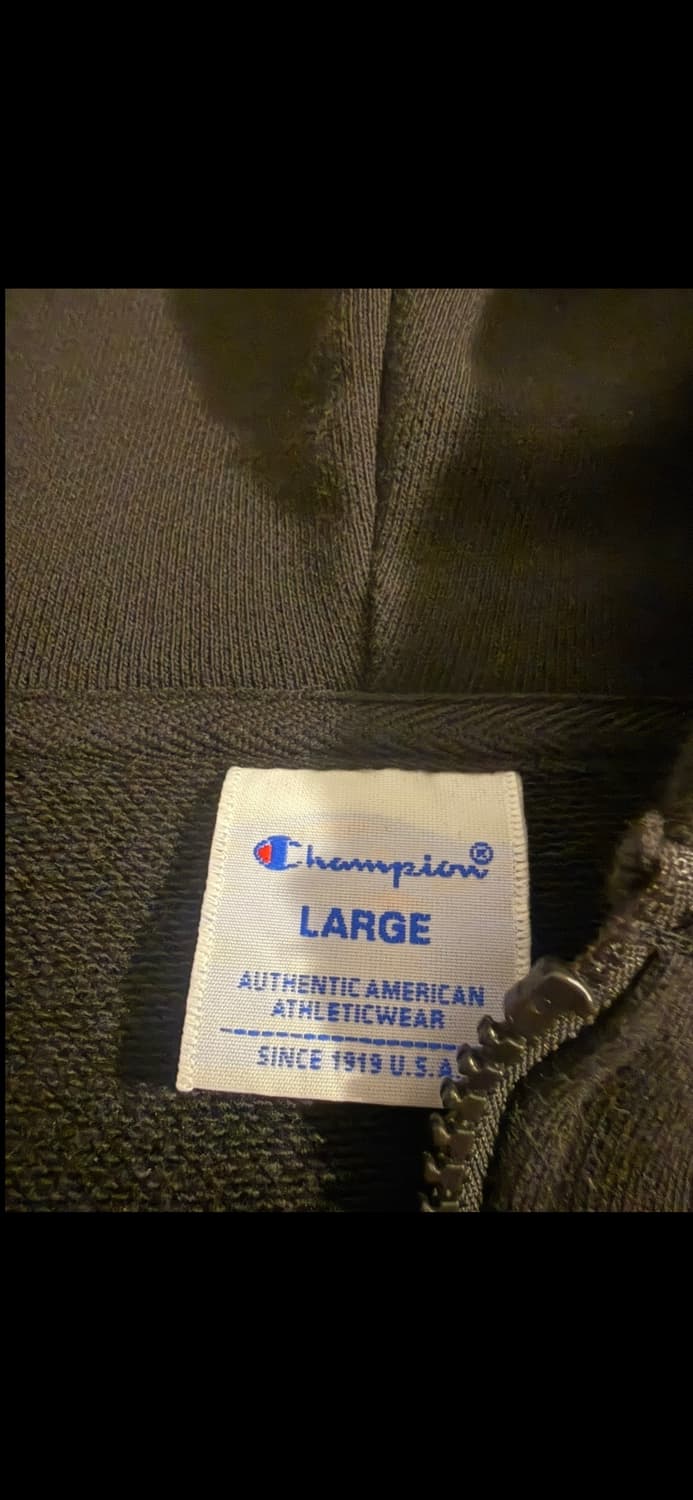 Champion®
LARGE
AUTHENTIC AMERICAN
ATHLETICWEAR
SINCE 1919 U.S.A